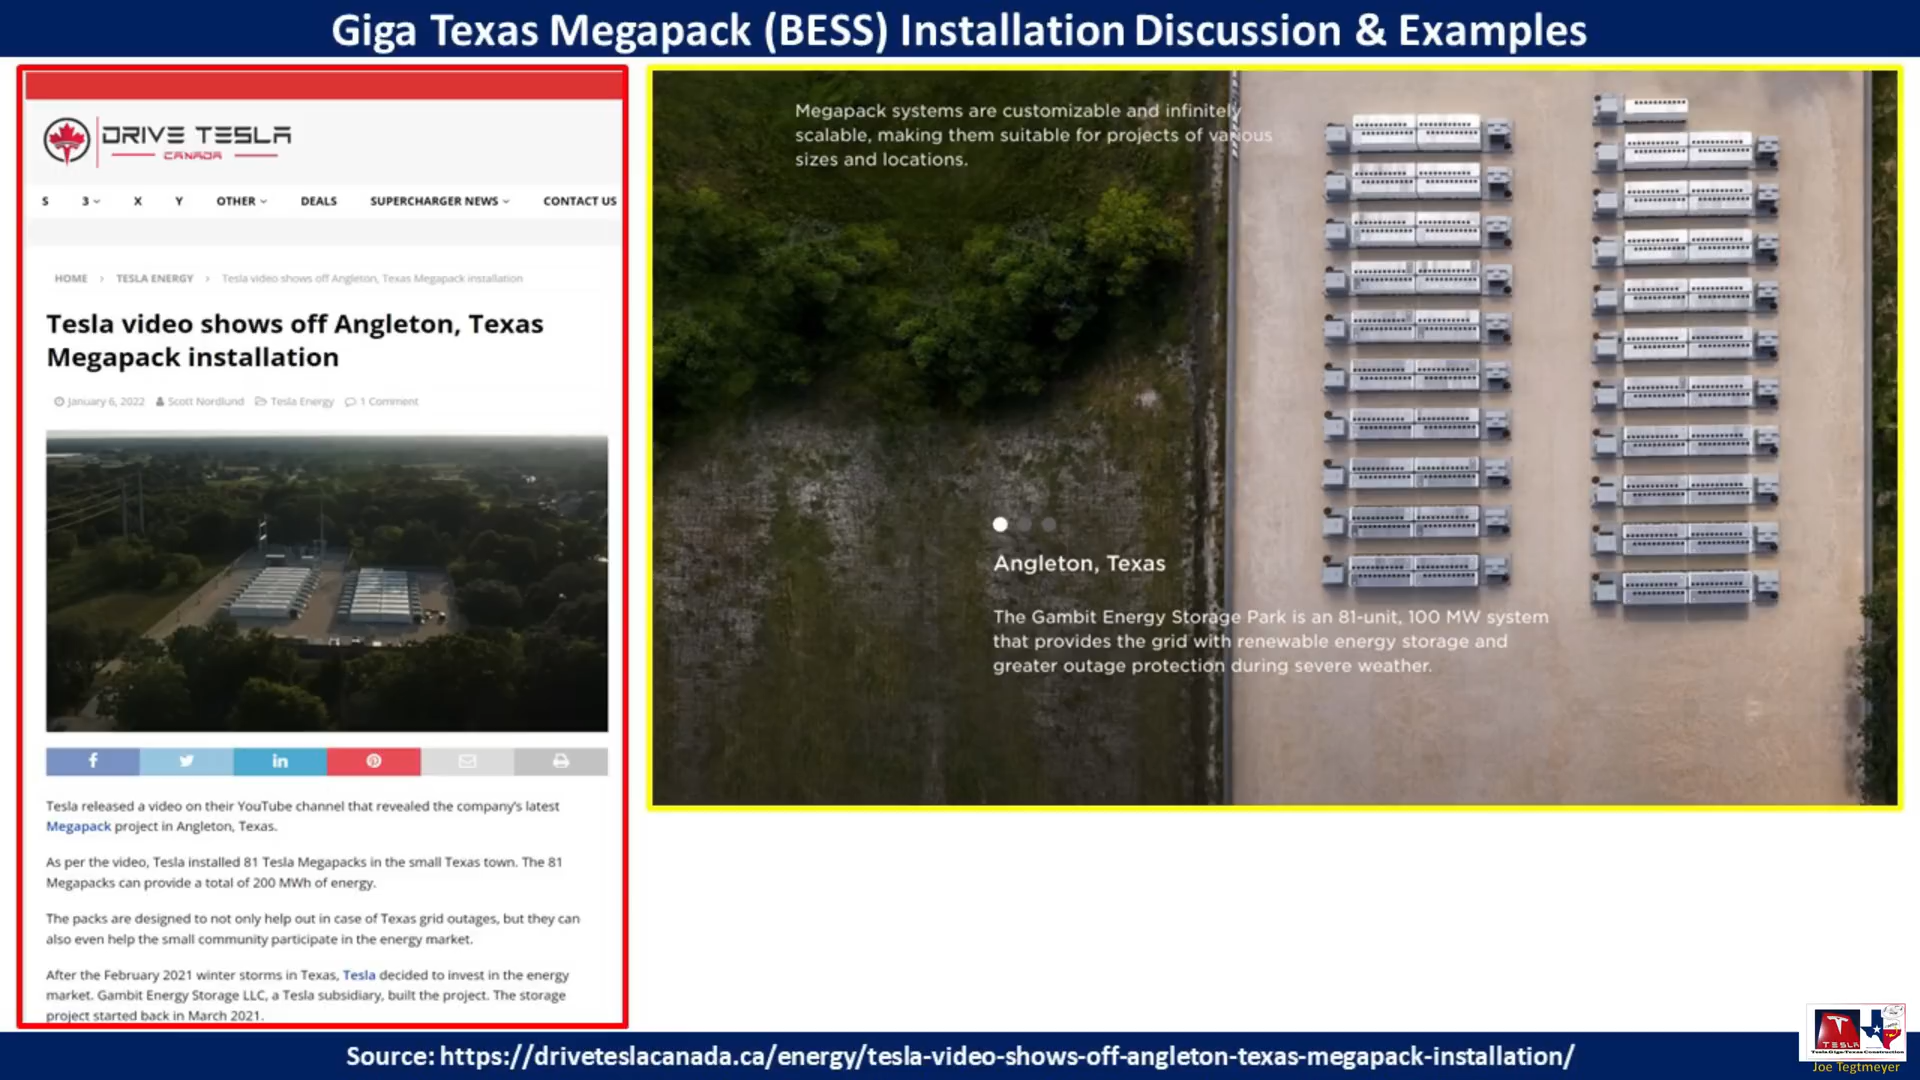 Giga Texas Megapack (BESS) Installation Discussion & Examples
DRIVE TESLA
CANADA
S 3 X Y OTHER DEALS SUPERCHARGER NEWS CONTACT US
HOME > TESLA ENERGY > Tesla video shows off Angleton, Texas Megapack installation
Tesla video shows off Angleton, Texas
Megapack installation
January 6, 2022 Scott Nordlund Tesla Energy 1 Comment
Tesla released a video on their YouTube channel that revealed the company's latest
Megapack project in Angleton, Texas.
As per the video, Tesla installed 81 Tesla Megapacks in the small Texas town. The 81
Megapacks can provide a total of 200 MWh of energy.
The packs are designed to not only help out in case of Texas grid outages, but they can
also even help the small community participate in the energy market.
After the February 2021 winter storms in Texas, Tesla decided to invest in the energy
market. Gambit Energy Storage LLC, a Tesla subsidiary, built the project. The storage
project started back in March 2021.
Megapack systems are customizable and infinitely
scalable, making them suitable for projects of various
sizes and locations.
Angleton, Texas
The Gambit Energy Storage Park is an 81-unit, 100 MW system
that provides the grid with renewable energy storage and
greater outage protection during severe weather.
Source: https://driveteslacanada.ca/energy/tesla-video-shows-off-angleton-texas-megapack-installation/
TESLA
Tesla Giga-Texas Construction
Joe Tegtmeyer